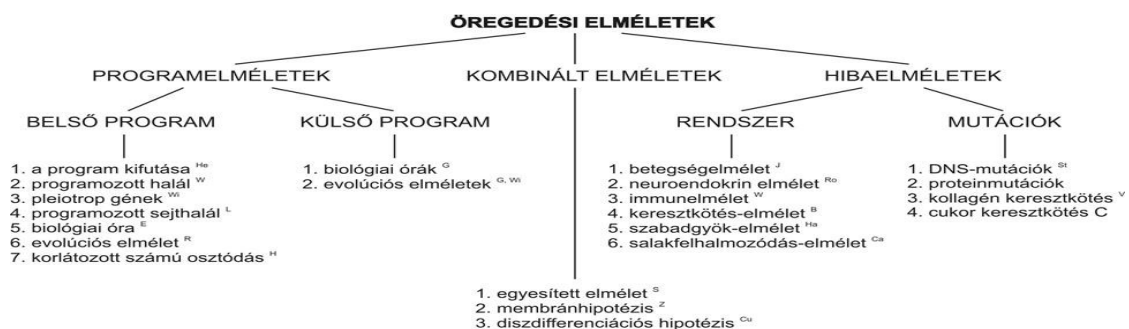 ÖREGEDÉSI ELMÉLETEK
PROGRAMELMÉLETEK
KOMBINÁLT ELMÉLETEK
HIBAELMÉLETEK
BELSŐ PROGRAM
KÜLSŐ PROGRAM
RENDSZER
MUTÁCIÓK
1. a program kifutása He
2. programozott halál W
3. pleiotrop gének Wi
4. programozott sejthalál L
5. biológiai óra E
6. evolúciós elmélet R
7. korlátozott számú osztódás H
1. biológiai órák G
2. evolúciós elméletek G, Wi
1. betegségelmélet J
2. neuroendokrin elmélet Ro
3. immunelmélet W
4. keresztkötés-elmélet B
5. szabadgyök-elmélet Ha
6. salakfelhalmozódás-elmélet Ca
1. DNS-mutációk St
2. proteinmutációk
3. kollagén keresztkötés V
4. cukor keresztkötés C
1. egyesített elmélet S
2. membránhipotézis Z
3. diszdifferenciációs hipotézis Cu